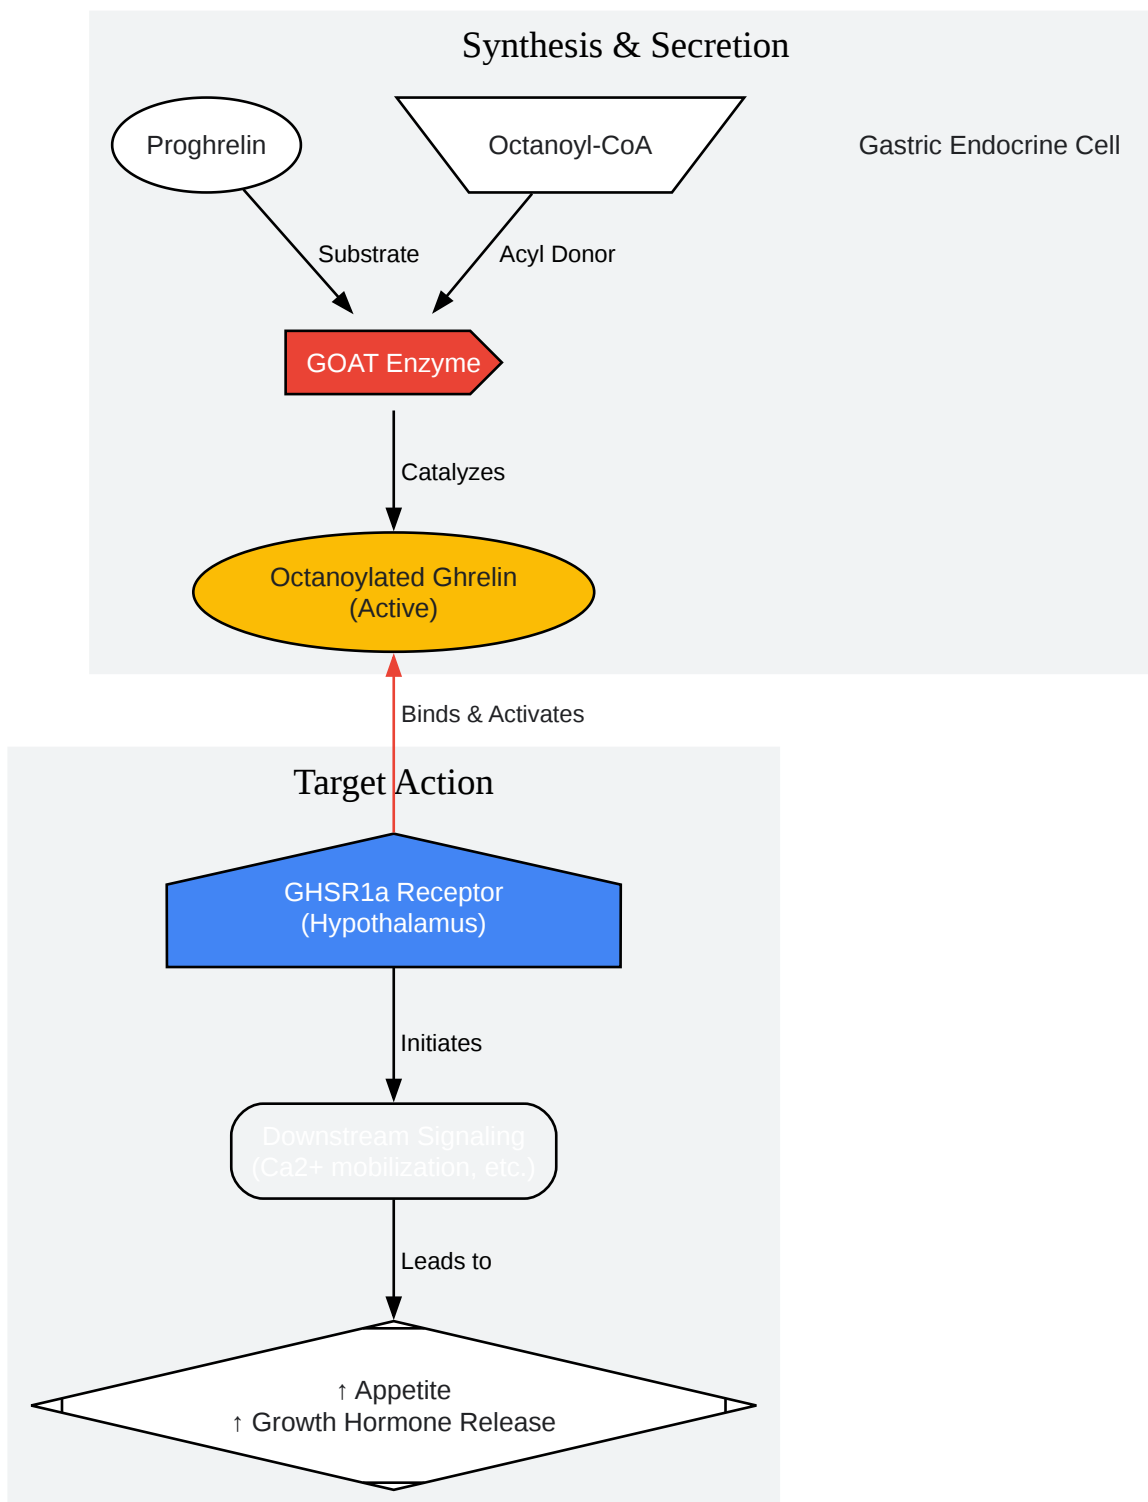 Synthesis & Secretion
Proghrelin
Octanoyl-CoA
Gastric Endocrine Cell
Substrate
Acyl Donor
GOAT Enzyme
Catalyzes
Octanoylated Ghrelin
(Active)
Binds & Activates
Target Action
GHSR1a Receptor
(Hypothalamus)
Initiates
Downstream Signaling
(Ca2+ mobilization, etc.)
Leads to
↑ Appetite
↑ Growth Hormone Release